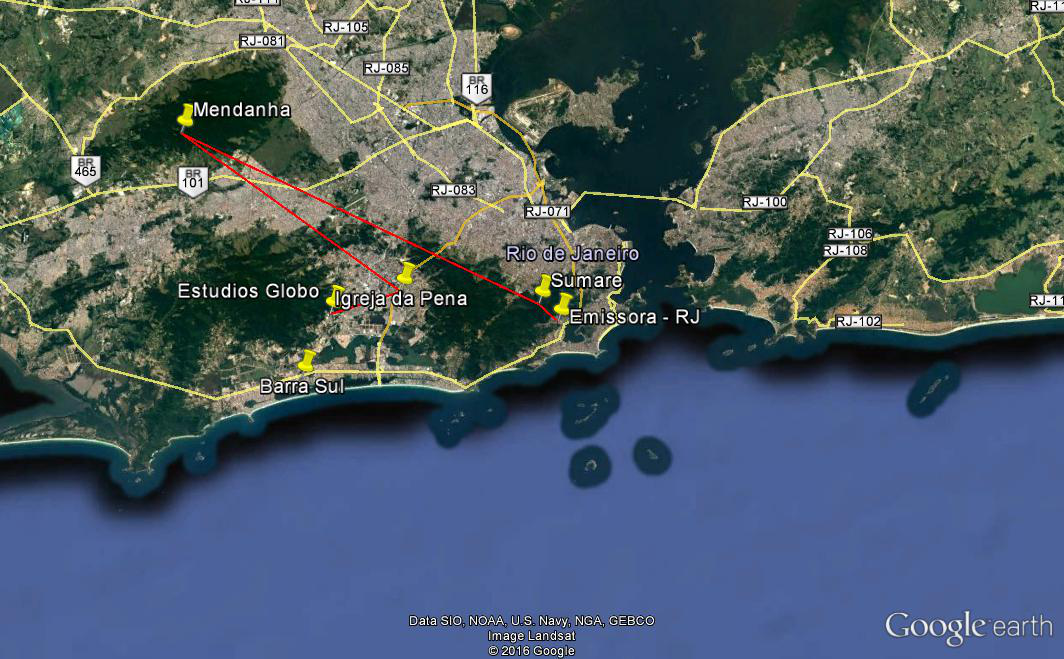 RJ-105
RJ-081
RJ-085
BR
116
Mendanha
BR
465
BR
101
RJ-083
RJ-071
RJ-100
RJ-106
RJ-108
Rio de Janeiro
Sumare
Estudios Globo
Igreja da Pena
Emissora - RJ
RJ-102
Barra Sul
Data SIO, NOAA, U.S. Navy, NGA, GEBCO
Image Landsat
© 2016 Google
Google earth